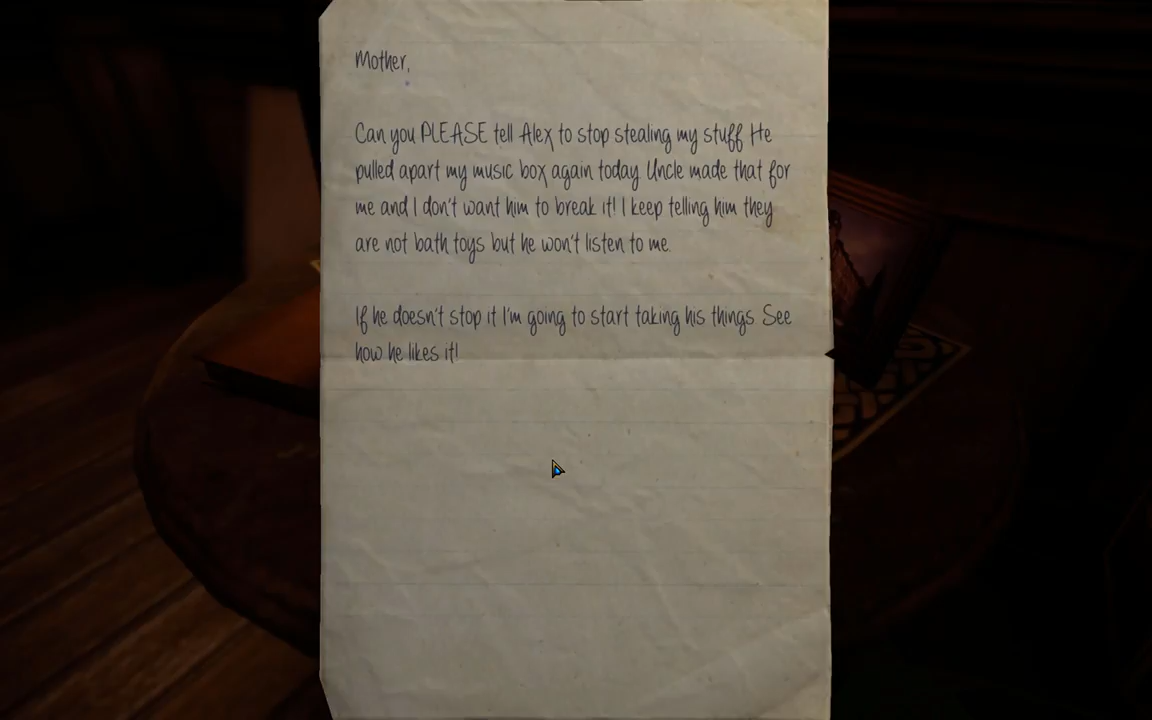 Mother,
Can you PLEASE tell Alex to stop stealing my stuff He
pulled apart my music box again today Uncle made that for
me and I don't want him to break it! I keep telling him they
are not bath toys but he won't listen to me.
If he doesn't stop it I'm going to start taking his things See
how he likes it!